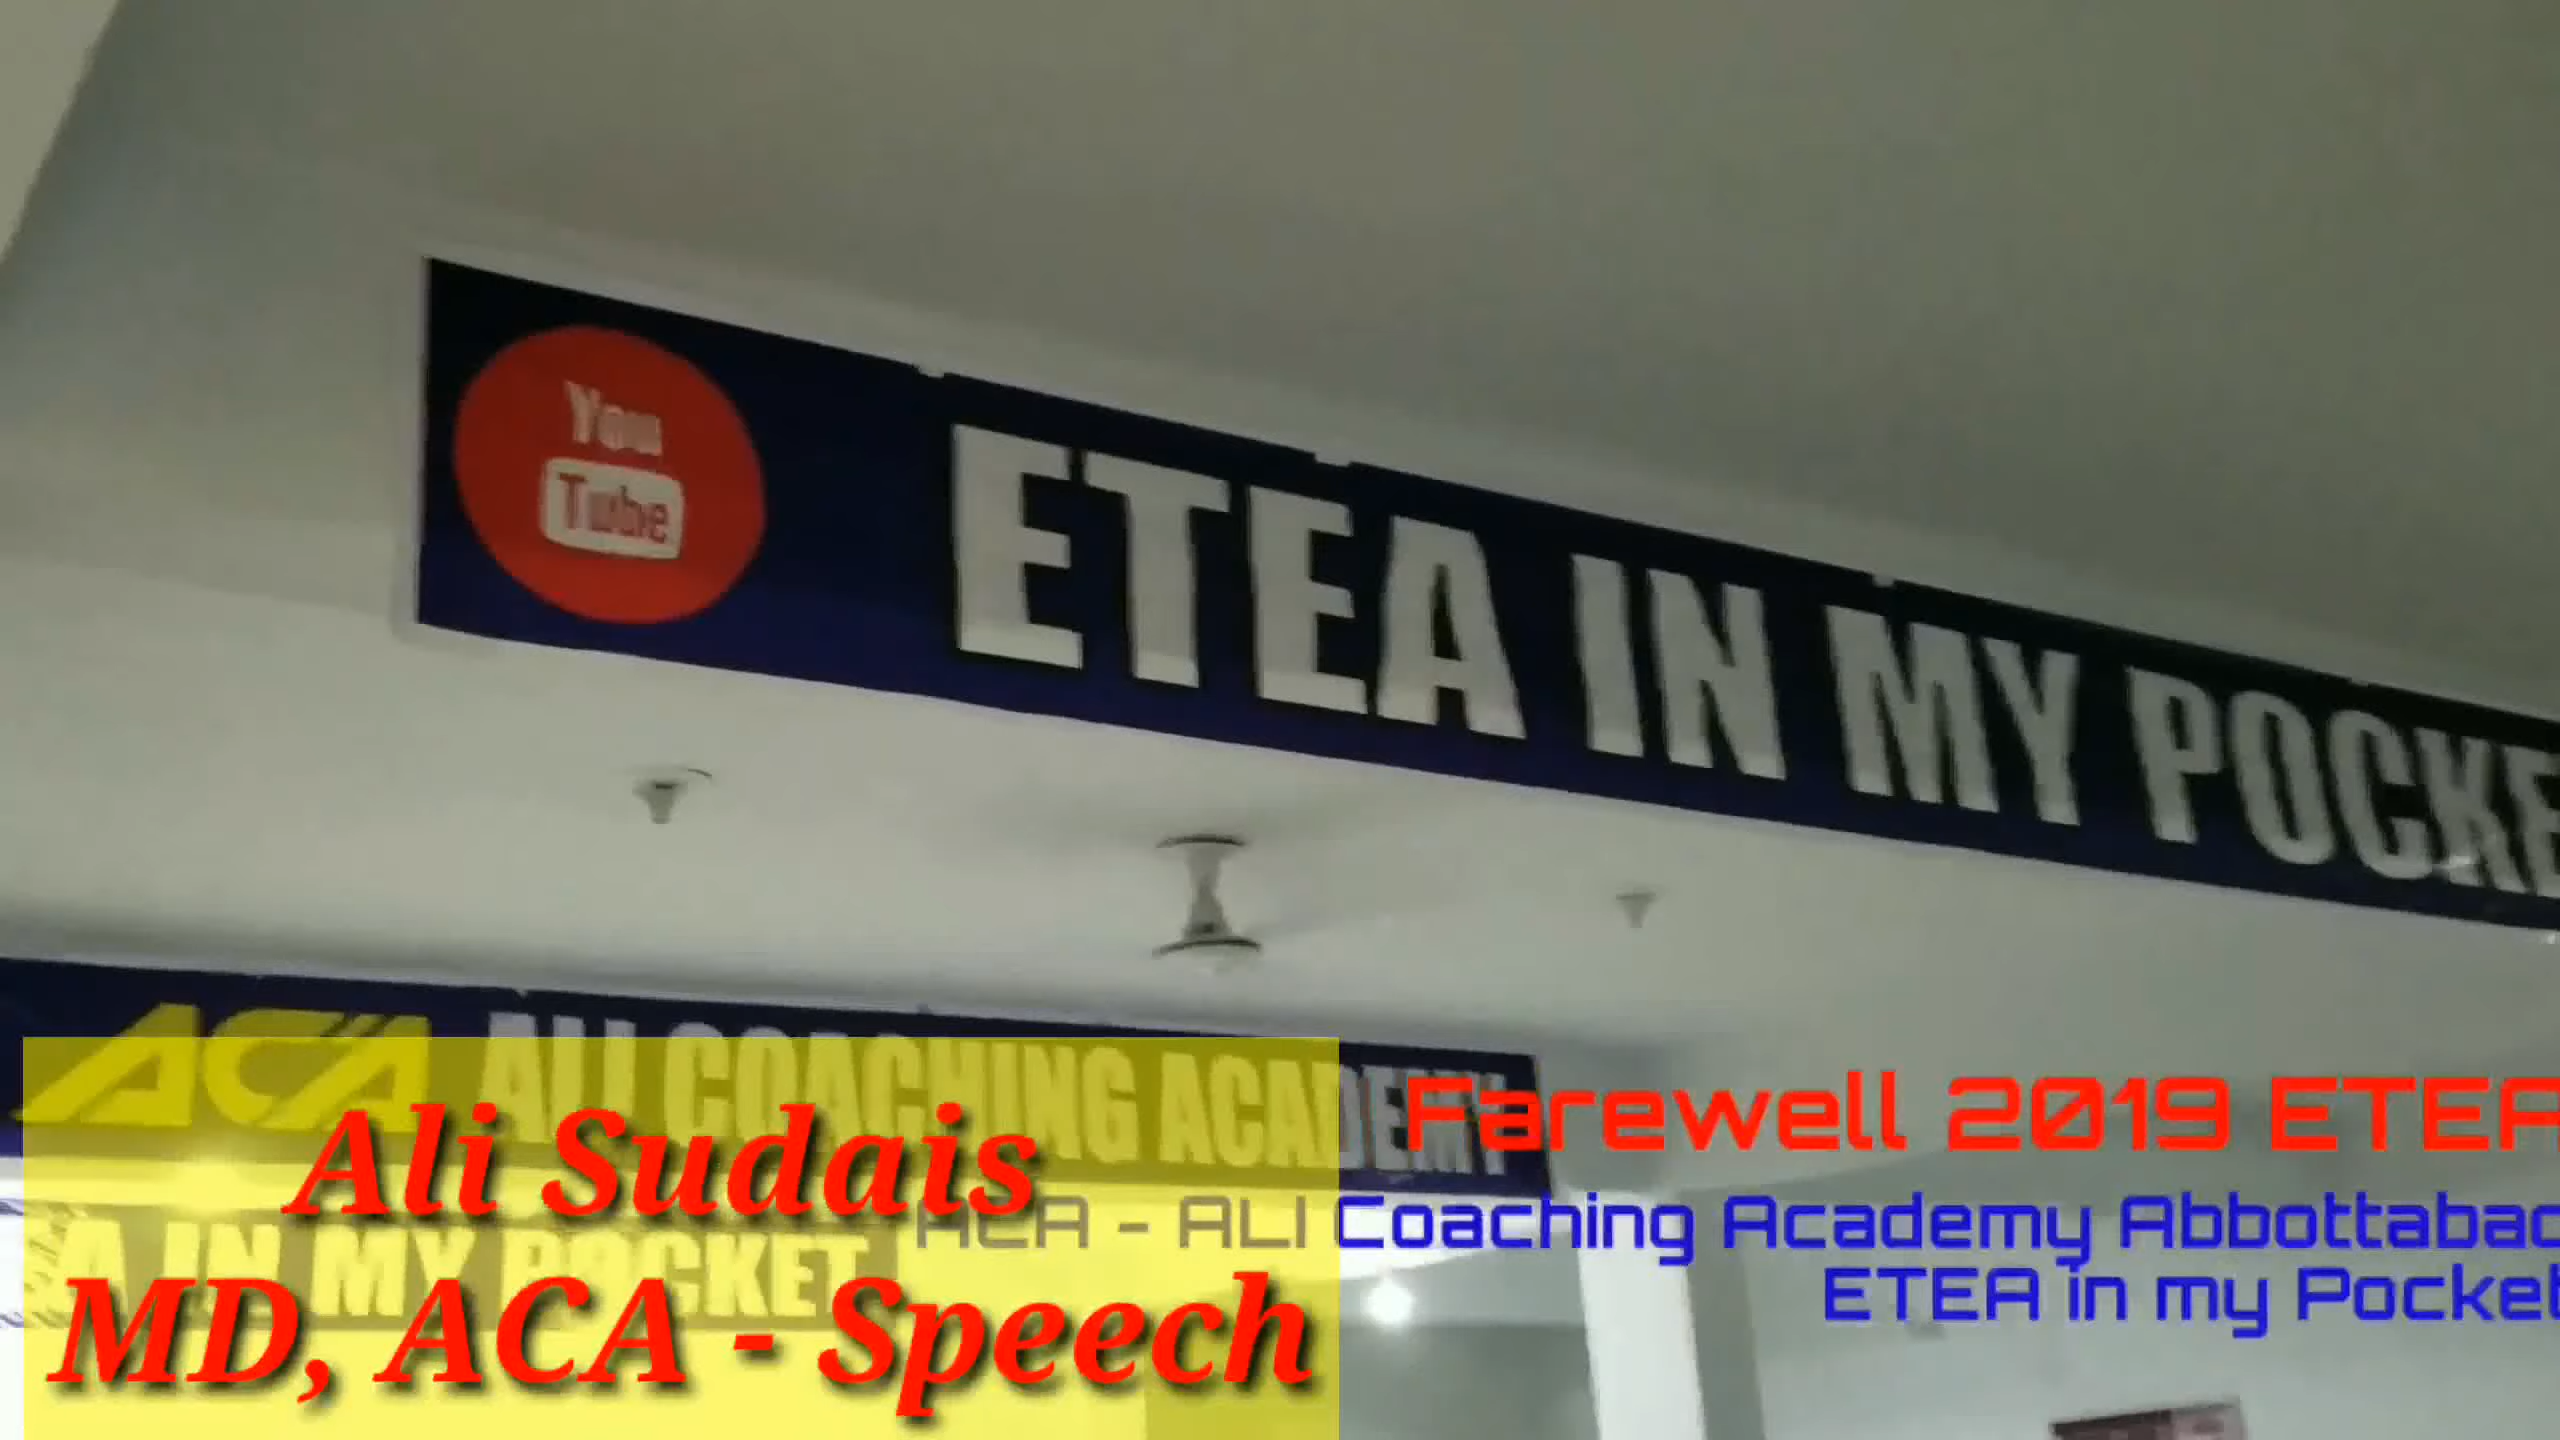 You
Tube
ETEA IN MY POCKE
ACA ALI COACHING ACADEMY
A IN MY POCKET
Ali Sudais
MD, ACA - Speech
Farewell 2019 ETEA
ACA - ALI Coaching Academy Abbottabad
ETEA in my Pocket